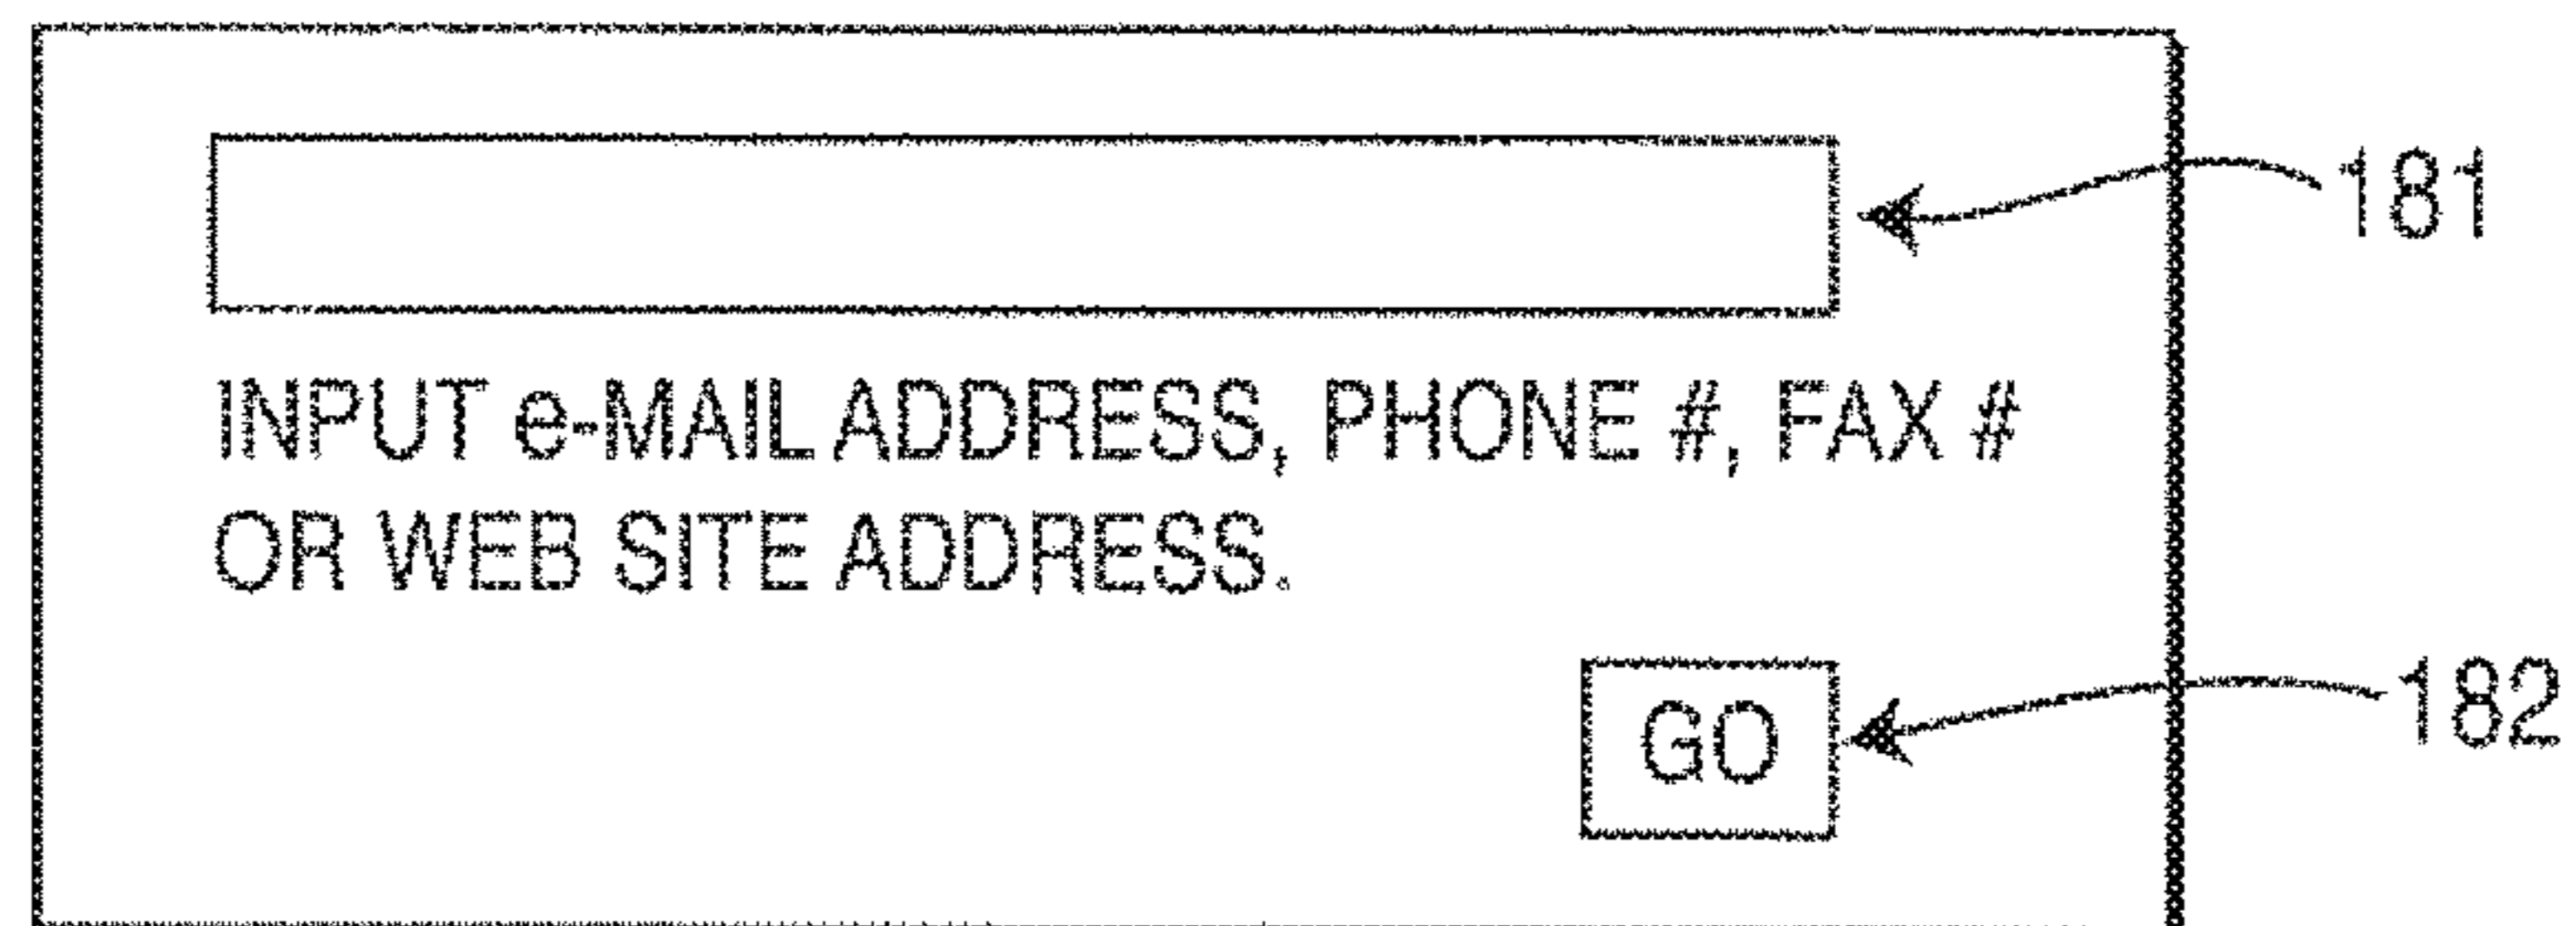 181
INPUT e-MAIL ADDRESS, PHONE #, FAX #
OR WEB SITE ADDRESS.
GO
182